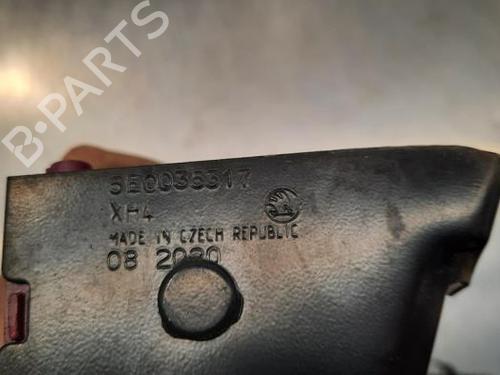 B-PARTS
5E0035317
XH4
MADE IN CZECH REPUBLIC
08 2020